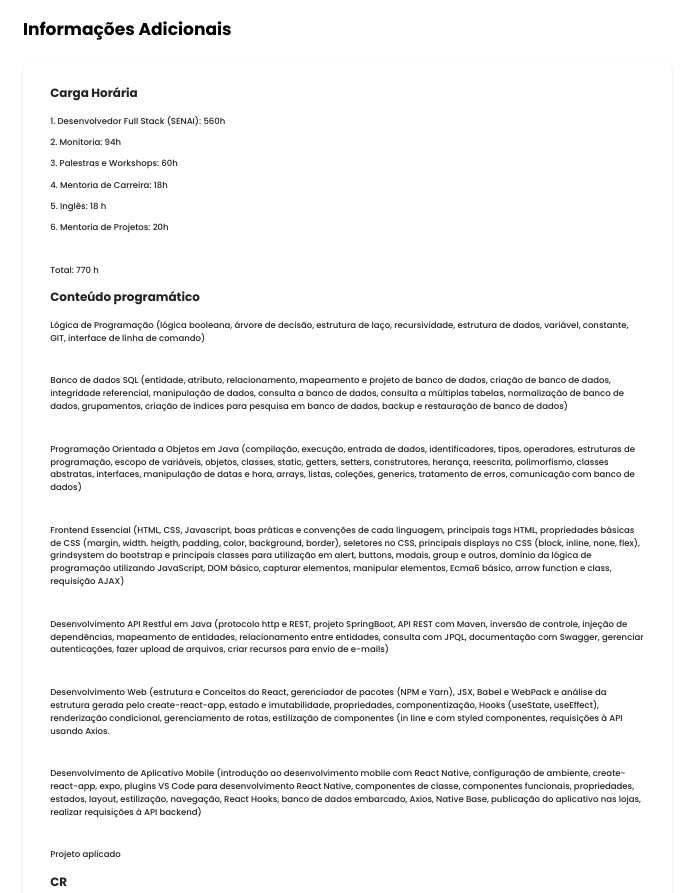 Informações Adicionais
Carga Horária
1. Desenvolvedor Full Stack (SENAI): 560h
2. Monitoria: 94h
3. Palestras e Workshops: 60h
4. Mentoria de Carreira: 18h
5. Inglês: 18 h
6. Mentoria de Projetos: 20h
Total: 770 h
Conteúdo programático
Lógica de Programação (lógica booleana, árvore de decisão, estrutura de laço, recursividade, estrutura de dados, variável, constante,
GIT, interface de linha de comando)
Banco de dados SQL (entidade, atributo, relacionamento, mapeamento e projeto de banco de dados, criação de banco de dados,
integridade referencial, manipulação de dados, consulta a banco de dados, consulta a múltiplas tabelas, normalização de banco de
dados, grupamentos, criação de índices para pesquisa em banco de dados, backup e restauração de banco de dados)
Programação Orientada a Objetos em Java (compilação, execução, entrada de dados, identificadores, tipos, operadores, estruturas de
programação, escopo de variáveis, objetos, classes, static, getters, setters, construtores, herança, reescrita, polimorfismo, classes
abstratas, interfaces, manipulação de datas e hora, arrays, listas, coleções, generics, tratamento de erros, comunicação com banco de
dados)
Frontend Essencial (HTML, CSS, Javascript, boas práticas e convenções de cada linguagem, principais tags HTML, propriedades básicas
de CSS (margin, width. heigth, padding, color, background, border), seletores no CSS, principais displays no CSS (block, inline, none, flex),
grindsystem do bootstrap e principais classes para utilização em alert, buttons, modais, group e outros, domínio da lógica de
programação utilizando JavaScript, DOM básico, capturar elementos, manipular elementos, Ecma6 básico, arrow function e class,
requisição AJAX)
Desenvolvimento API Restful em Java (protocolo http e REST, projeto SpringBoot, API REST com Maven, inversão de controle, injeção de
dependências, mapeamento de entidades, relacionamento entre entidades, consulta com JPQL, documentação com Swagger, gerenciar
autenticações, fazer upload de arquivos, criar recursos para envio de e-mails)
Desenvolvimento Web (estrutura e Conceitos do React, gerenciador de pacotes (NPM e Yarn), JSX, Babel e WebPack e análise da
estrutura gerada pelo create-react-app, estado e imutabilidade, propriedades, componentização, Hooks (useState, useEffect),
renderização condicional, gerenciamento de rotas, estilização de componentes (in line e com styled componentes, requisições à API
usando Axios.
Desenvolvimento de Aplicativo Mobile (introdução ao desenvolvimento mobile com React Native, configuração de ambiente, create-
react-app, expo, plugins VS Code para desenvolvimento React Native, componentes de classe, componentes funcionais, propriedades,
estados, layout, estilização, navegação, React Hooks, banco de dados embarcado, Axios, Native Base, publicação do aplicativo nas lojas,
realizar requisições à API backend)
Projeto aplicado
CR